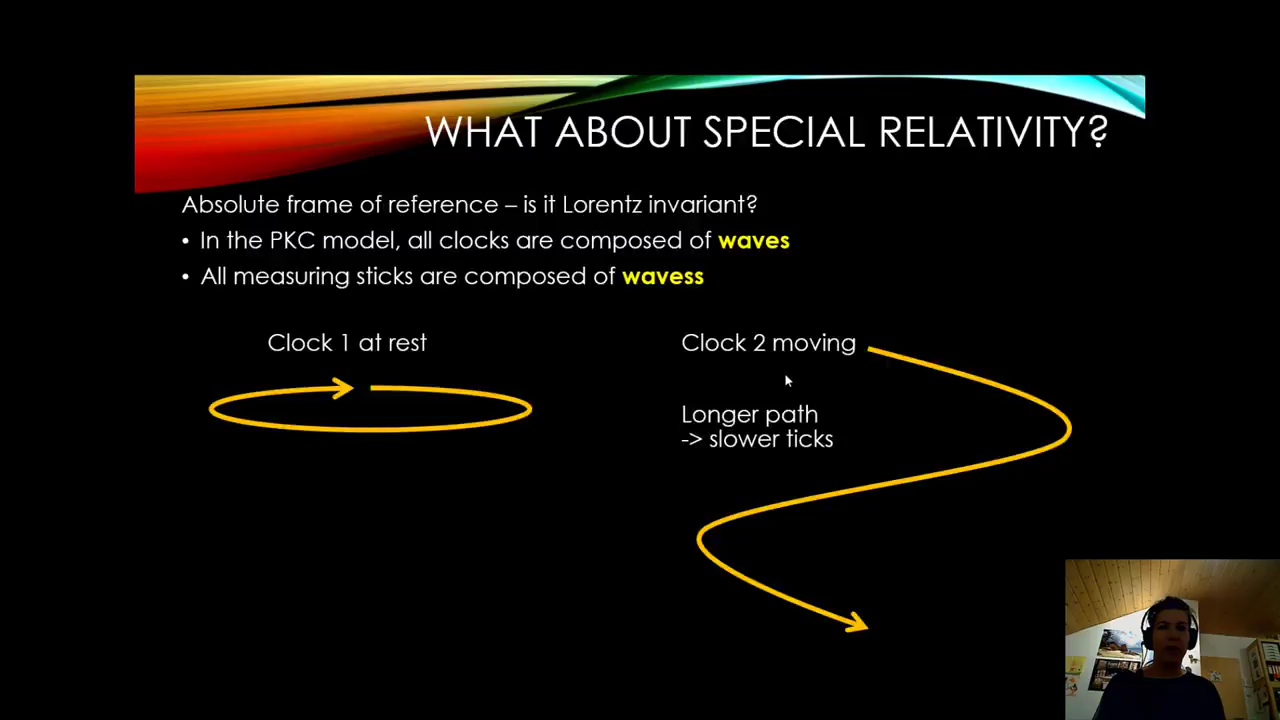 WHAT ABOUT SPECIAL RELATIVITY?
Absolute frame of reference – is it Lorentz invariant?
• In the PKC model, all clocks are composed of waves
• All measuring sticks are composed of wavess
Clock 1 at rest
Clock 2 moving
Longer path
-> slower ticks